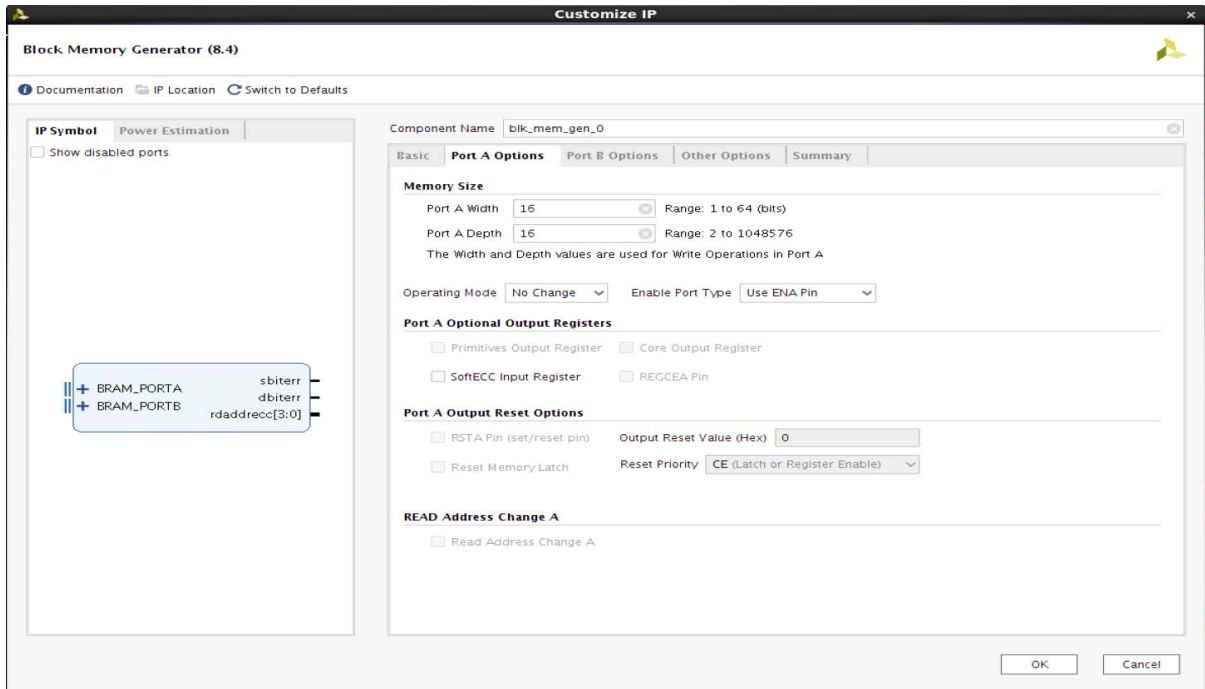 Customize IP
Block Memory Generator (8.4)
Documentation IP Location Switch to Defaults
IP Symbol Power Estimation
Show disabled ports
BRAM_PORTA
BRAM_PORTB
sbiterr
dbiterr
rdaddrecc[3:0]
Component Name blk_mem_gen_0
Basic Port A Options Port B Options Other Options Summary
Memory Size
Port A Width 16 Range: 1 to 64 (bits)
Port A Depth 16 Range: 2 to 1048576
The Width and Depth values are used for Write Operations in Port A
Operating Mode No Change Enable Port Type Use ENA Pin
Port A Optional Output Registers
Primitives Output Register Core Output Register
SoftECC Input Register REGCEA Pin
Port A Output Reset Options
RSTA Pin (set/reset pin) Output Reset Value (Hex) 0
Reset Memory Latch Reset Priority CE (Latch or Register Enable)
READ Address Change A
Read Address Change A
OK Cancel